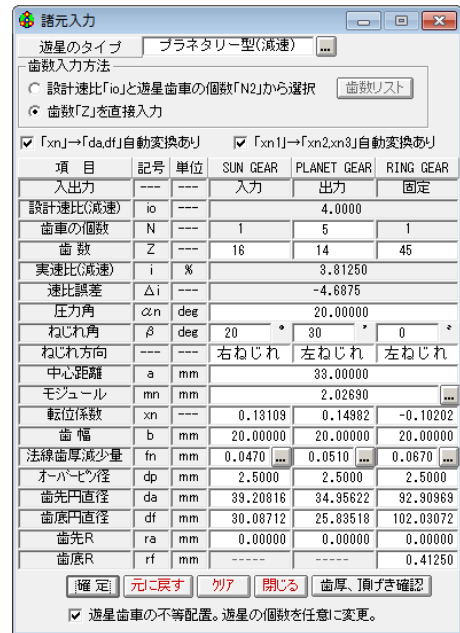 諸元入力
遊星のタイプ プラネタリー型(減速) ...
歯数入力方法
設計速比「io」と遊星歯車の個数「N2」から選択 歯数リスト
歯数「Z」を直接入力
「xn」→「da,df」自動変換あり 「xn1」→「xn2,xn3」自動変換あり
項 目 記号 単位 SUN GEAR PLANET GEAR RING GEAR
入出力 --- --- 入力 出力 固定
設計速比(減速) io --- 4.0000
歯車の個数 N --- 1 5 1
歯 数 Z --- 16 14 45
実速比(減速) i % 3.81250
速比誤差 Δi --- -4.6875
圧力角 αn deg 20.00000
ねじれ角 β deg 20 ° 30 ' 0 "
ねじれ方向 --- --- 右ねじれ 左ねじれ 左ねじれ
中心距離 a mm 33.00000
モジュール mn mm 2.02690 ...
転位係数 xn --- 0.13109 0.14982 -0.10202
歯 幅 b mm 20.00000 20.00000 20.00000
法線歯厚減少量 fn mm 0.0470 ... 0.0510 ... 0.0670 ...
オーバーピン径 dp mm 2.5000 2.5000 2.5000
歯先円直径 da mm 39.20816 34.95622 92.90969
歯底円直径 df mm 30.08712 25.83518 102.03072
歯先R ra mm 0.00000 0.00000 0.00000
歯底R rf mm ----- ----- 0.41250
確 定 元に戻す クリア 閉じる 歯厚、頂げき確認
遊星歯車の不等配置。遊星の個数を任意に変更。